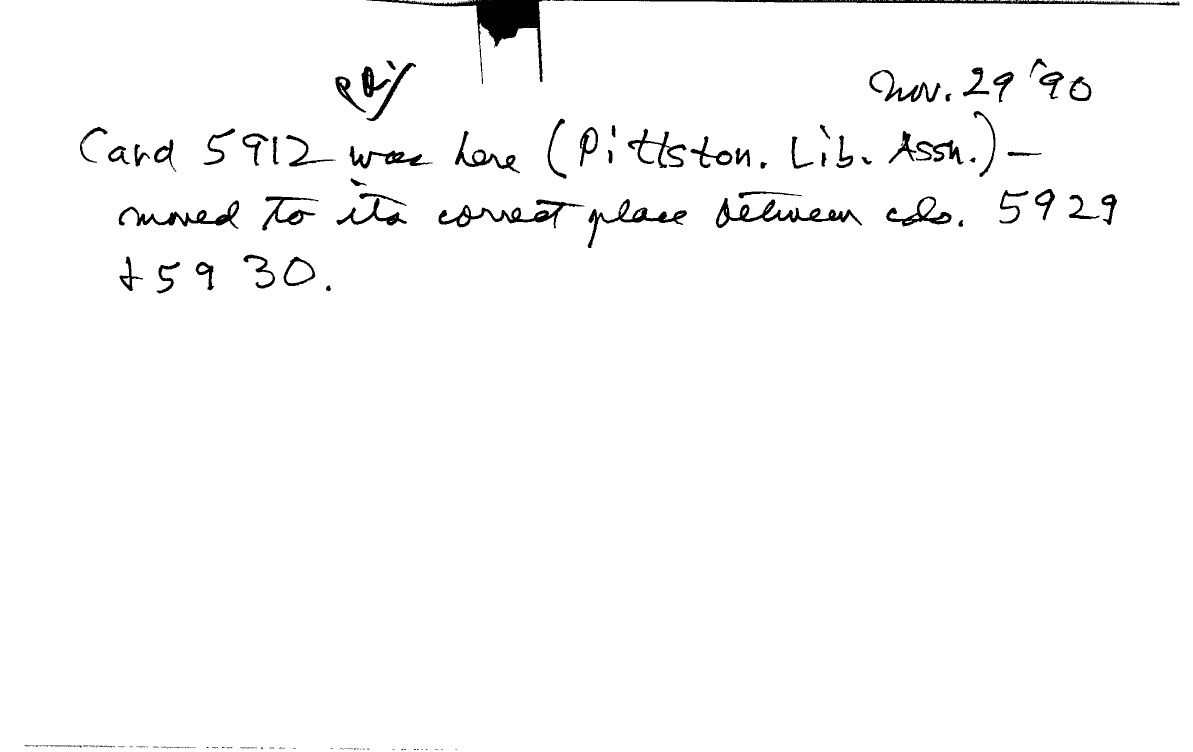 Nov. 29 '90
Card 5912 was here (Pittston. Lib. Assn.) —
moved to its correct place between cds. 5929
+ 5930.